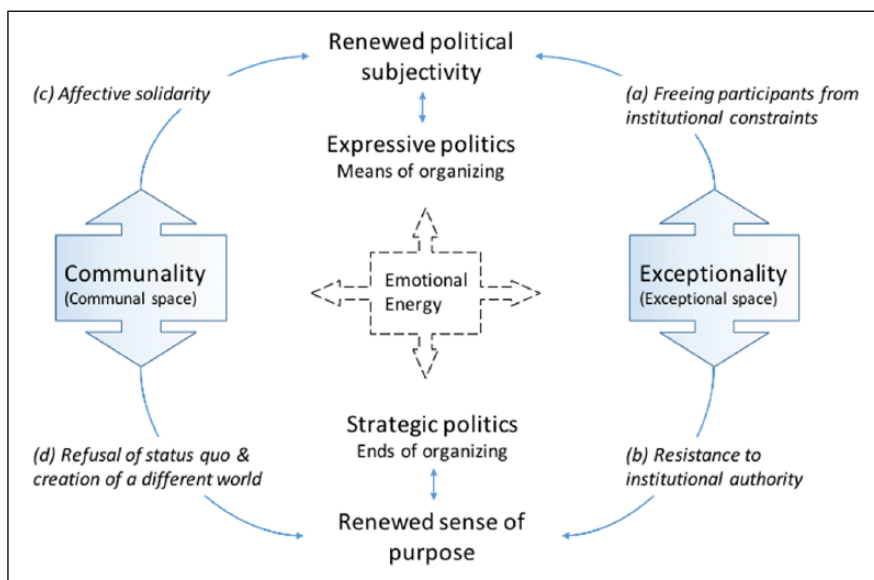 Renewed political
subjectivity
(c) Affective solidarity
(a) Freeing participants from
institutional constraints
Expressive politics
Means of organizing
Communality
(Communal space)
Emotional
Energy
Exceptionality
(Exceptional space)
Strategic politics
Ends of organizing
(d) Refusal of status quo &
creation of a different world
(b) Resistance to
institutional authority
Renewed sense of
purpose